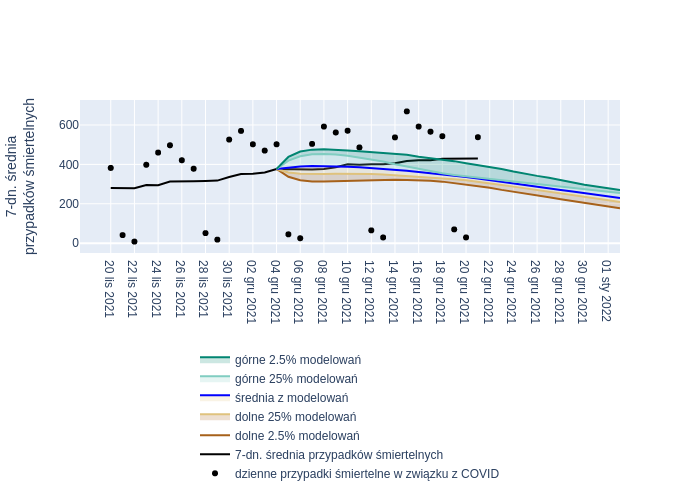 7-dn. średnia
przypadków śmiertelnych
600
400
200
0
20 lis 2021
22 lis 2021
24 lis 2021
26 lis 2021
28 lis 2021
30 lis 2021
02 gru 2021
04 gru 2021
06 gru 2021
08 gru 2021
10 gru 2021
12 gru 2021
14 gru 2021
16 gru 2021
18 gru 2021
20 gru 2021
22 gru 2021
24 gru 2021
26 gru 2021
28 gru 2021
30 gru 2021
01 sty 2022
górne 2.5% modelowań
górne 25% modelowań
średnia z modelowań
dolne 25% modelowań
dolne 2.5% modelowań
7-dn. średnia przypadków śmiertelnych
dzienne przypadki śmiertelne w związku z COVID